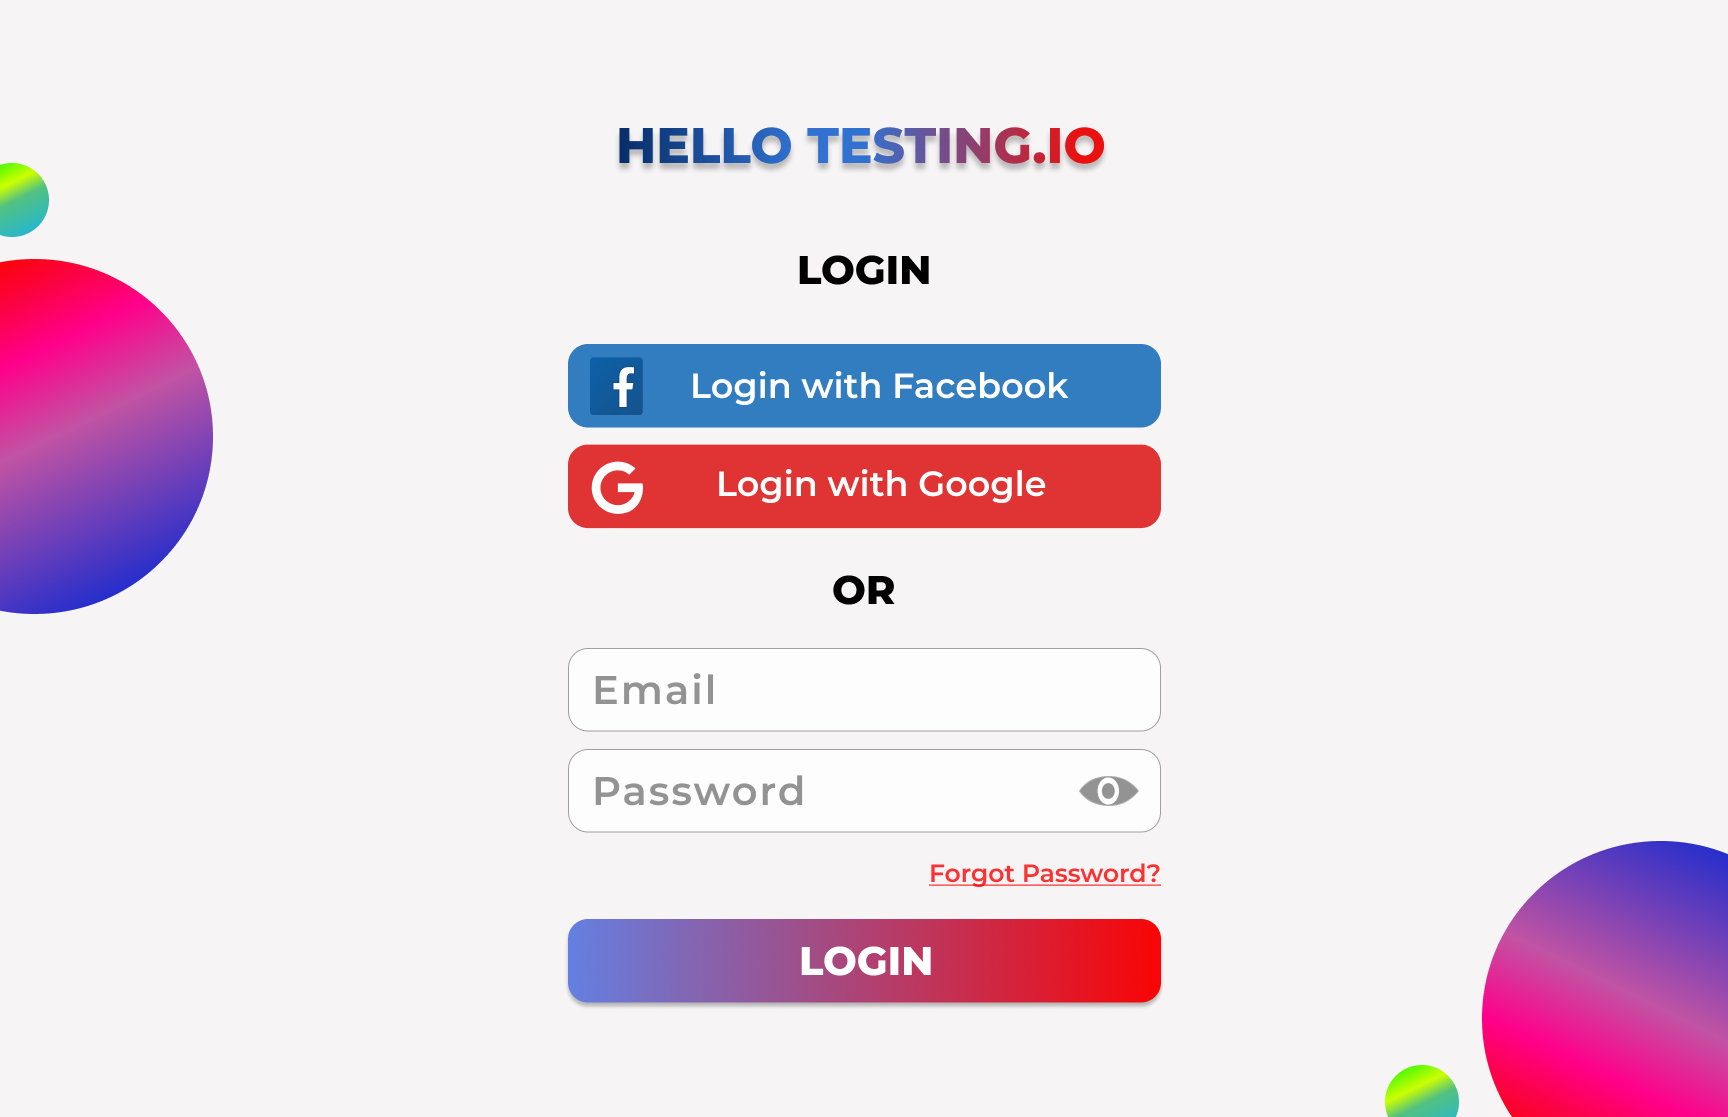 HELLO TESTING.IO
LOGIN
Login with Facebook
Login with Google
OR
Email
Password
Forgot Password?
LOGIN